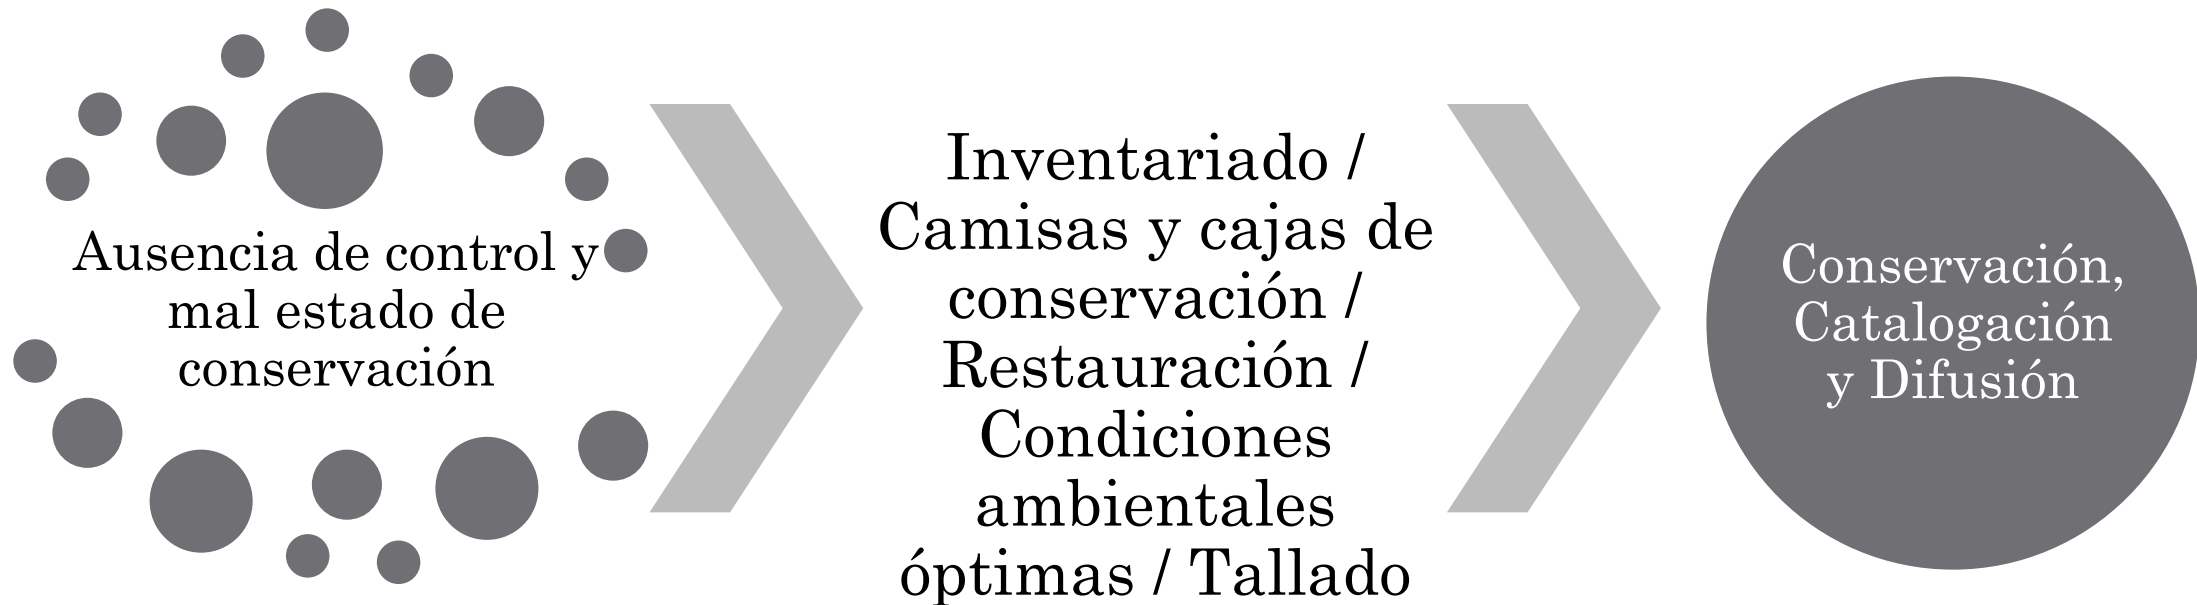 Ausencia de control y
mal estado de
conservación
Inventariado /
Camisas y cajas de
conservación /
Restauración /
Condiciones
ambientales
óptimas / Tallado
Conservación,
Catalogación
y Difusión